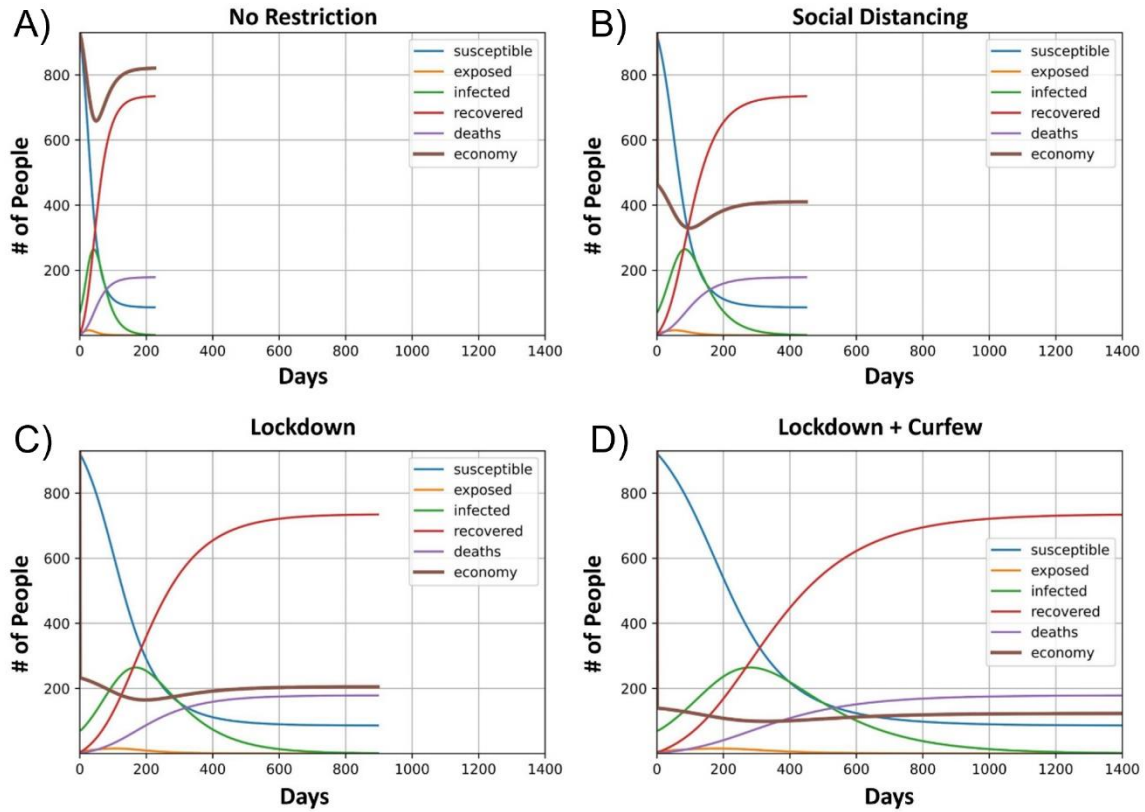 A)
No Restriction
# of People
800
600
400
200
0 200 400 600 800 1000 1200 1400
Days
susceptible
exposed
infected
recovered
deaths
economy
B)
Social Distancing
# of People
800
600
400
200
0 200 400 600 800 1000 1200 1400
Days
susceptible
exposed
infected
recovered
deaths
economy
C)
Lockdown
# of People
800
600
400
200
0 200 400 600 800 1000 1200 1400
Days
susceptible
exposed
infected
recovered
deaths
economy
D)
Lockdown + Curfew
# of People
800
600
400
200
0 200 400 600 800 1000 1200 1400
Days
susceptible
exposed
infected
recovered
deaths
economy